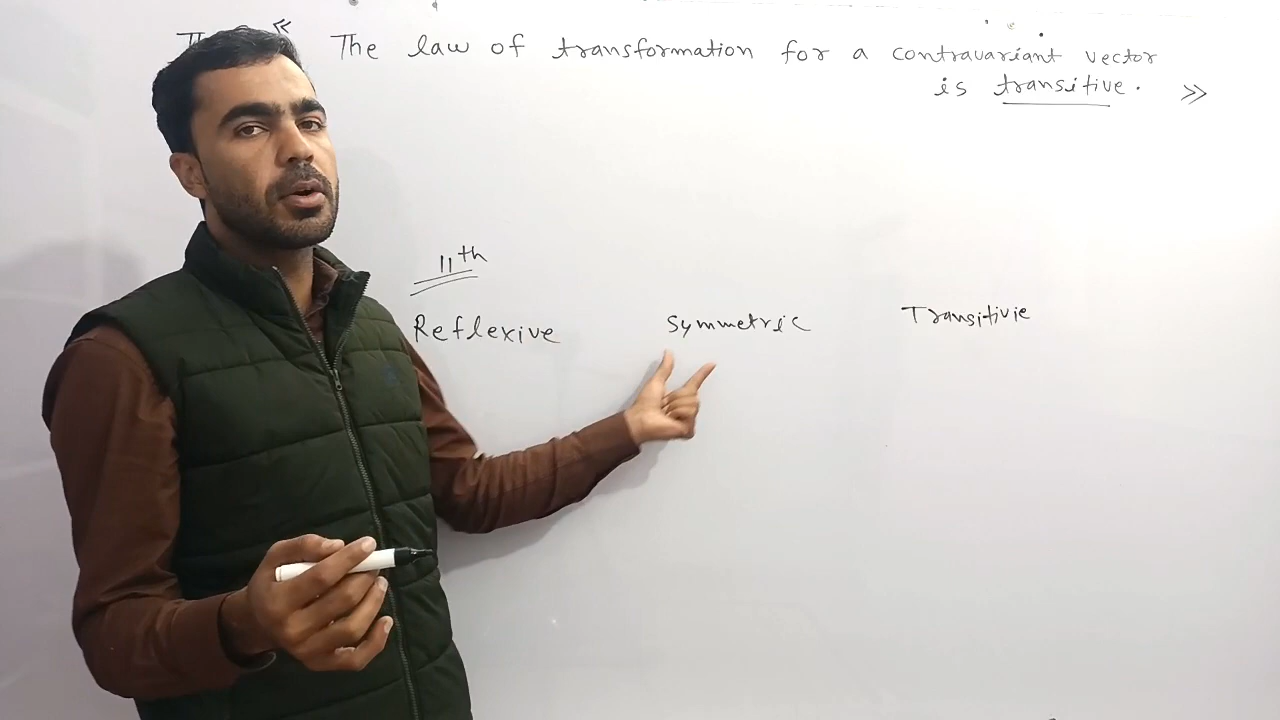 « The law of transformation for a contravariant vector
is transitive. »
11th
Reflexive Symmetric Transitivie